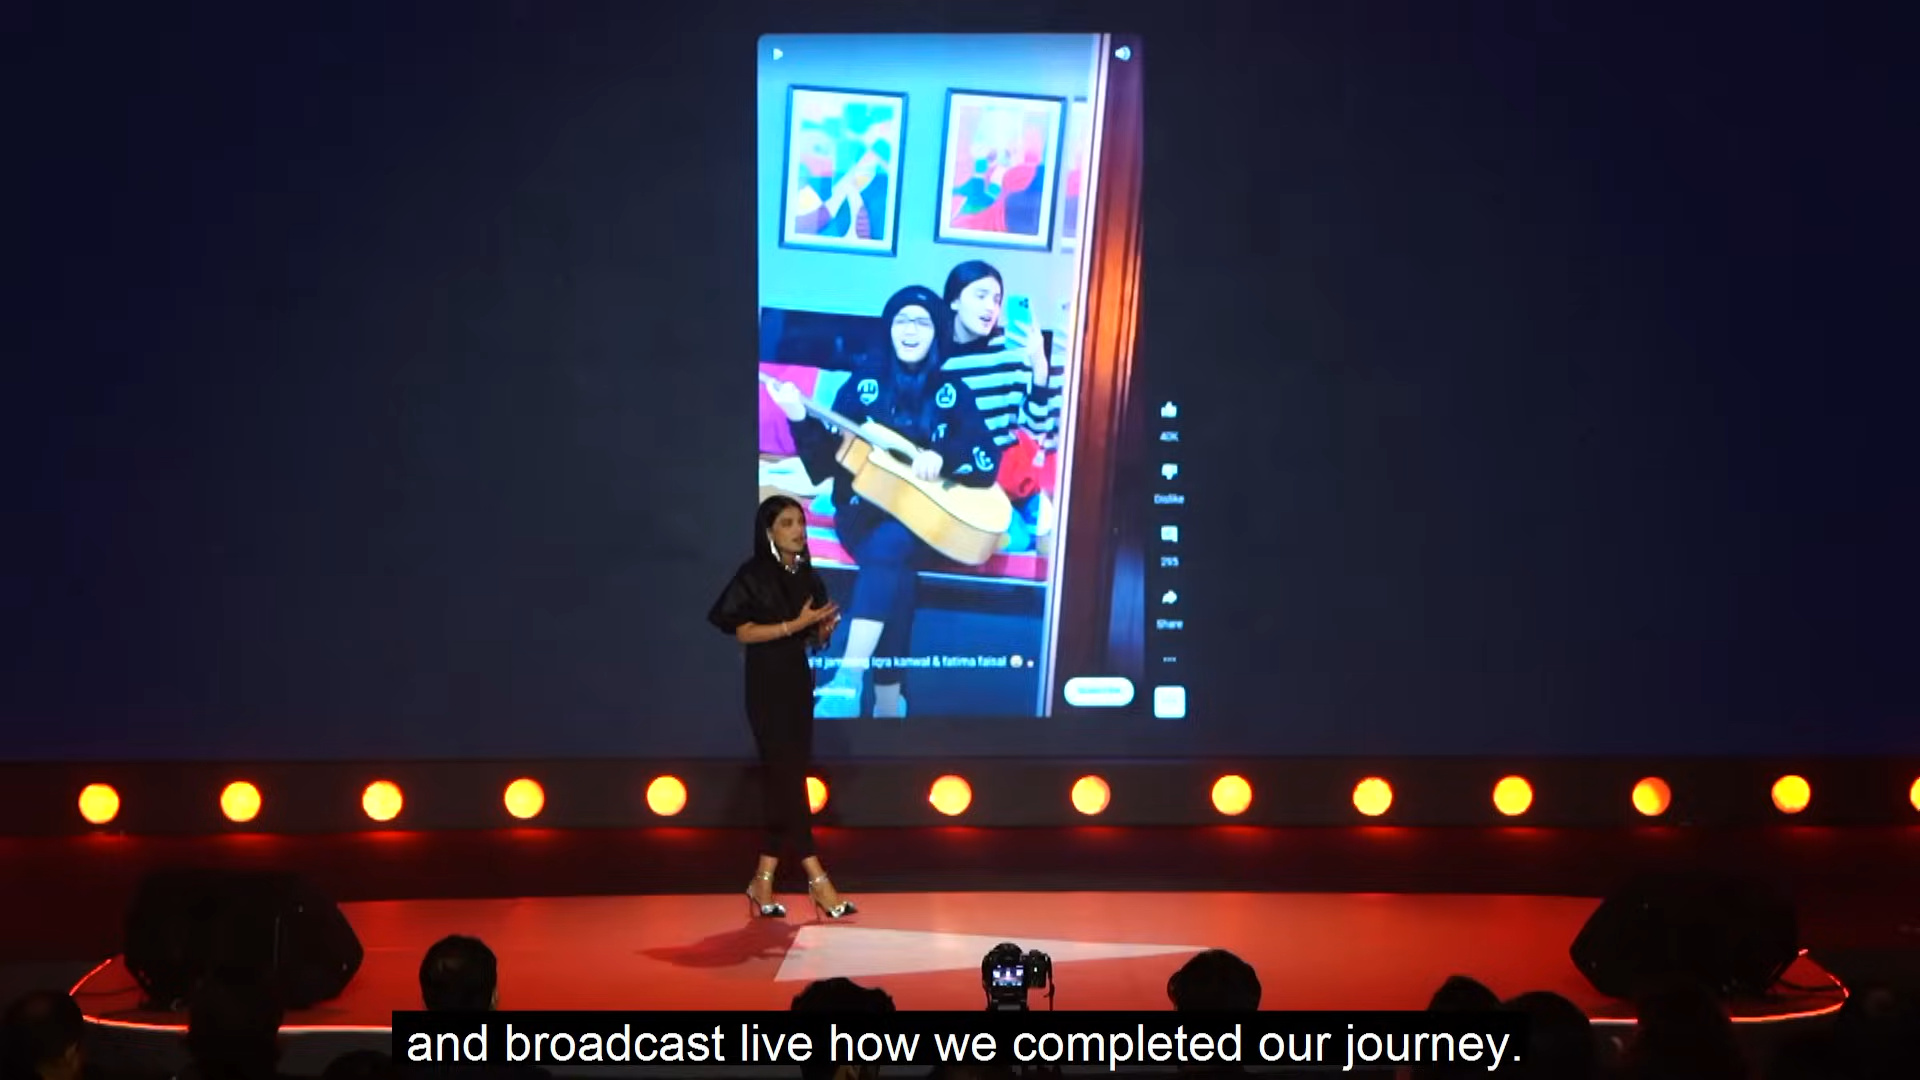 40K
Dislike
295
Share
iqra kanwal & fatima faisal
and broadcast live how we completed our journey.